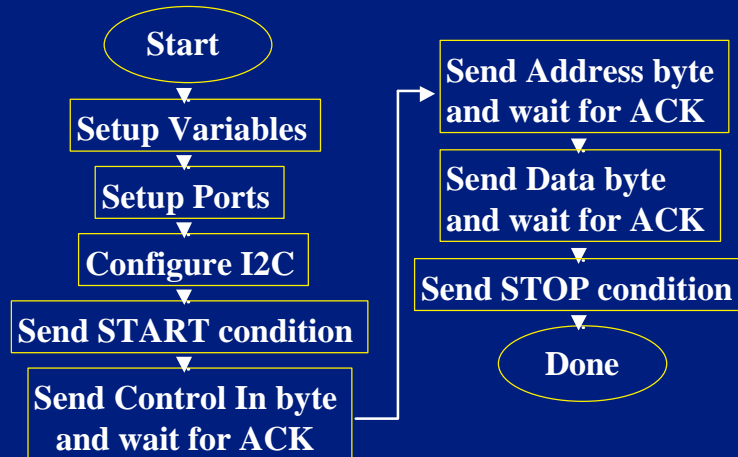 Start
Setup Variables
Setup Ports
Configure I2C
Send START condition
Send Control In byte
and wait for ACK
Send Address byte
and wait for ACK
Send Data byte
and wait for ACK
Send STOP condition
Done